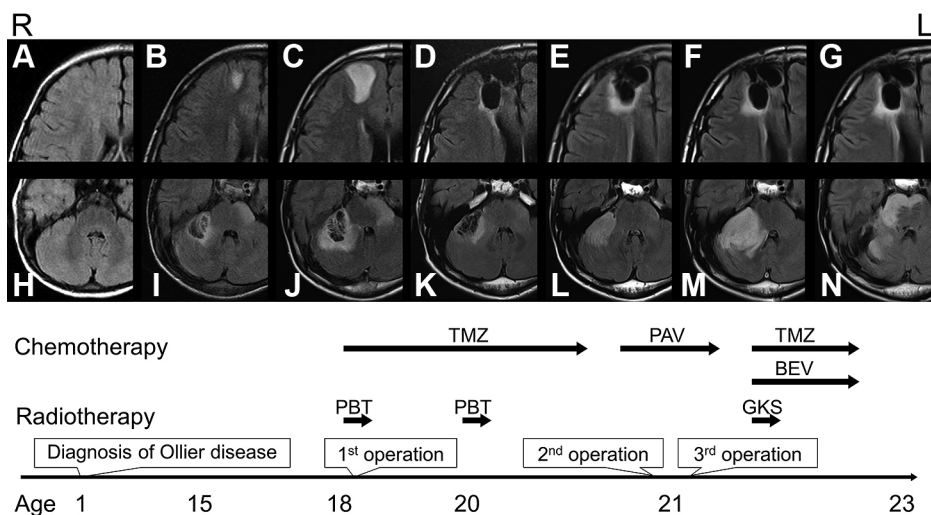 R L
A B C D E F G
H I J K L M N
Chemotherapy TMZ PAV TMZ
BEV
Radiotherapy PBT PBT GKS
Diagnosis of Ollier disease 1st operation 2nd operation 3rd operation
Age 1 15 18 20 21 23